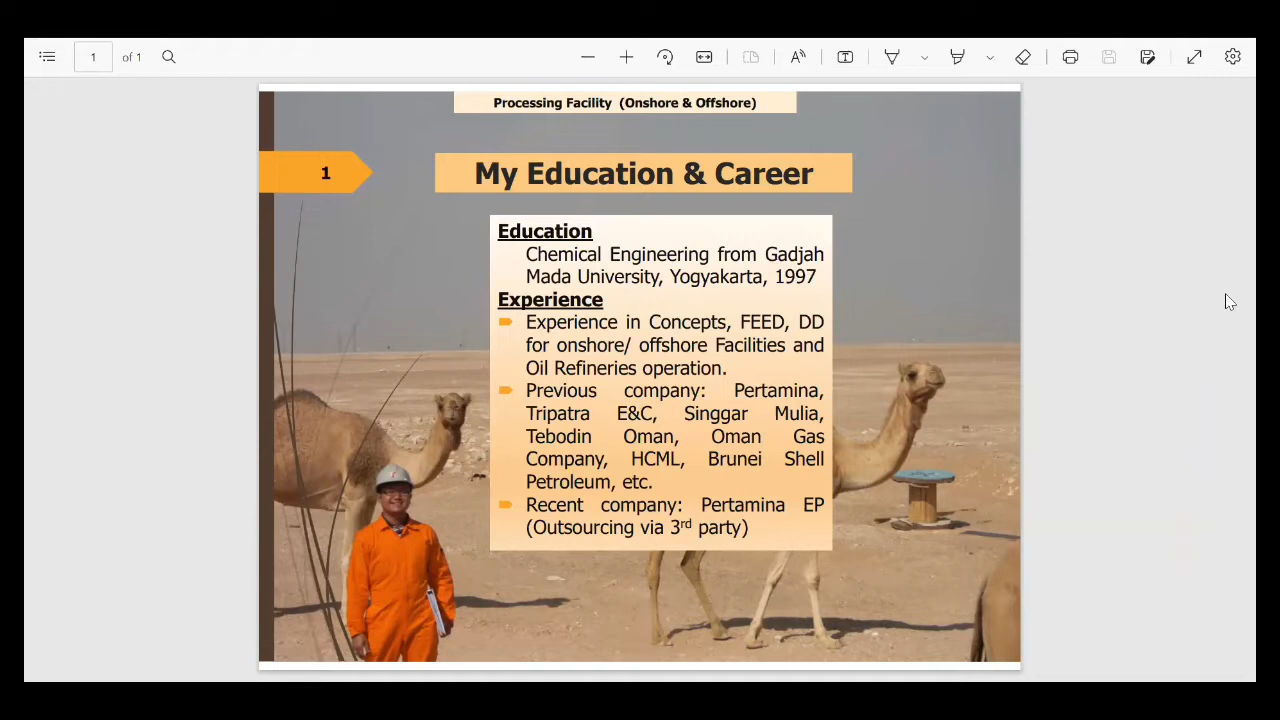 1
of 1
Processing Facility (Onshore & Offshore)
1
My Education & Career
Education
Chemical Engineering from Gadjah
Mada University, Yogyakarta, 1997
Experience
Experience in Concepts, FEED, DD
for onshore/ offshore Facilities and
Oil Refineries operation.
Previous company: Pertamina,
Tripatra E&C, Singgar Mulia,
Tebodin Oman, Oman Gas
Company, HCML, Brunei Shell
Petroleum, etc.
Recent company: Pertamina EP
(Outsourcing via 3rd party)